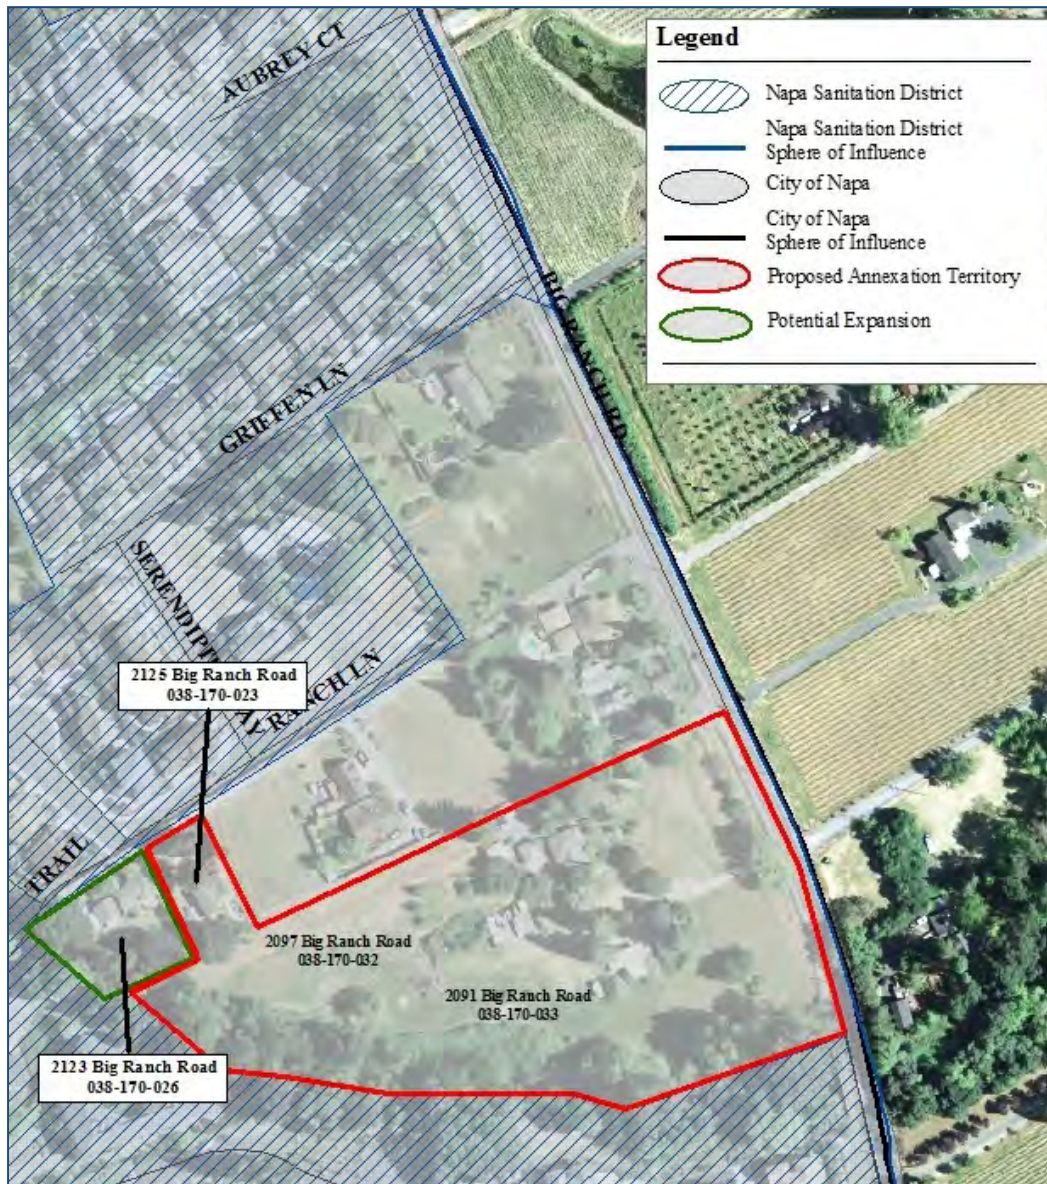 Legend
Napa Sanitation District
Napa Sanitation District
Sphere of Influence
City of Napa
City of Napa
Sphere of Influence
Proposed Annexation Territory
Potential Expansion
AUBREY CT
BIG RANCH RD
GRIFFEN LN
RANCH LN
2125 Big Ranch Road
038-170-023
TRAIL
2097 Big Ranch Road
038-170-032
2091 Big Ranch Road
038-170-033
2123 Big Ranch Road
038-170-026